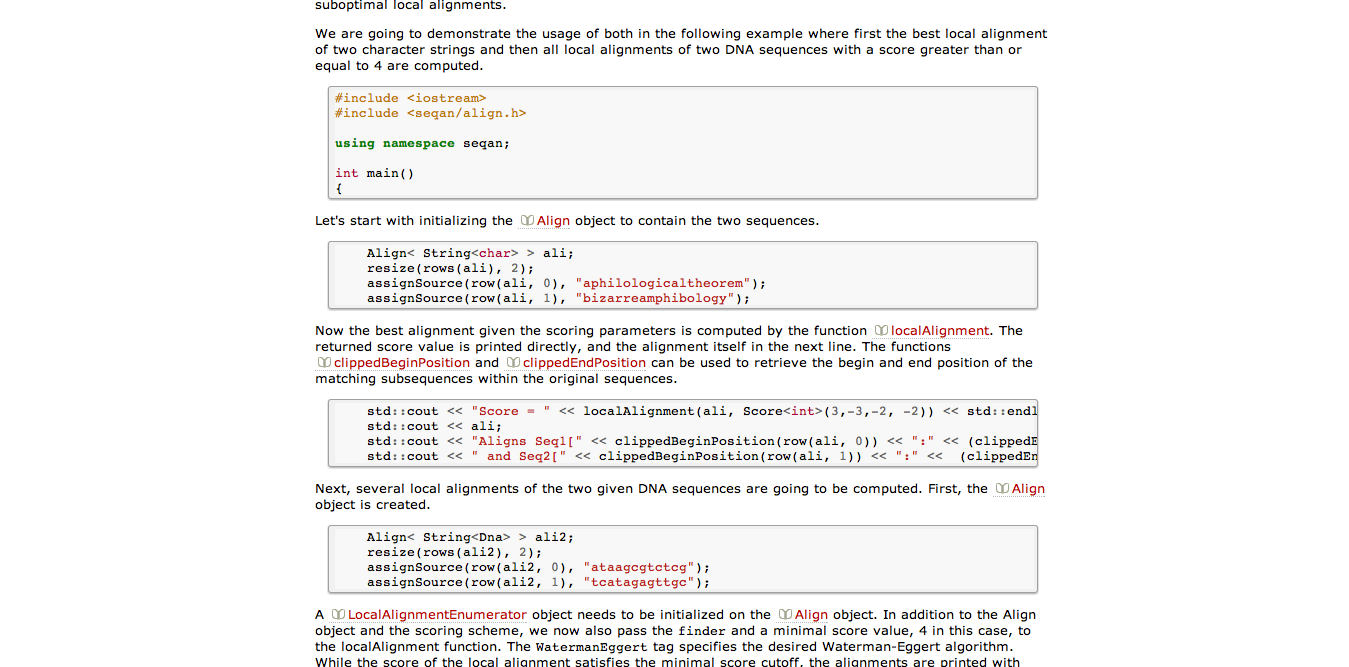 suboptimal local alignments.
We are going to demonstrate the usage of both in the following example where first the best local alignment
of two character strings and then all local alignments of two DNA sequences with a score greater than or
equal to 4 are computed.
#include <iostream>
#include <seqan/align.h>
using namespace seqan;
int main()
{
Let's start with initializing the Align object to contain the two sequences.
Align< String<char> > ali;
resize(rows(ali), 2);
assignSource(row(ali, 0), "aphilologicaltheorem");
assignSource(row(ali, 1), "bizarreamphibology");
Now the best alignment given the scoring parameters is computed by the function localAlignment. The
returned score value is printed directly, and the alignment itself in the next line. The functions
clippedBeginPosition and clippedEndPosition can be used to retrieve the begin and end position of the
matching subsequences within the original sequences.
std::cout << "Score = " << localAlignment(ali, Score<int>(3,-3,-2, -2)) << std::endl
std::cout << ali;
std::cout << "Aligns Seq1[" << clippedBeginPosition(row(ali, 0)) << ":" << (clippedE
std::cout << " and Seq2[" << clippedBeginPosition(row(ali, 1)) << ":" <<  (clippedEn
Next, several local alignments of the two given DNA sequences are going to be computed. First, the Align
object is created.
Align< String<Dna> > ali2;
resize(rows(ali2), 2);
assignSource(row(ali2, 0), "ataagcgtctcg");
assignSource(row(ali2, 1), "tcatagagttgc");
A LocalAlignmentEnumerator object needs to be initialized on the Align object. In addition to the Align
object and the scoring scheme, we now also pass the finder and a minimal score value, 4 in this case, to
the localAlignment function. The WatermanEggert tag specifies the desired Waterman-Eggert algorithm.
While the score of the local alignment satisfies the minimal score cutoff, the alignments are printed with